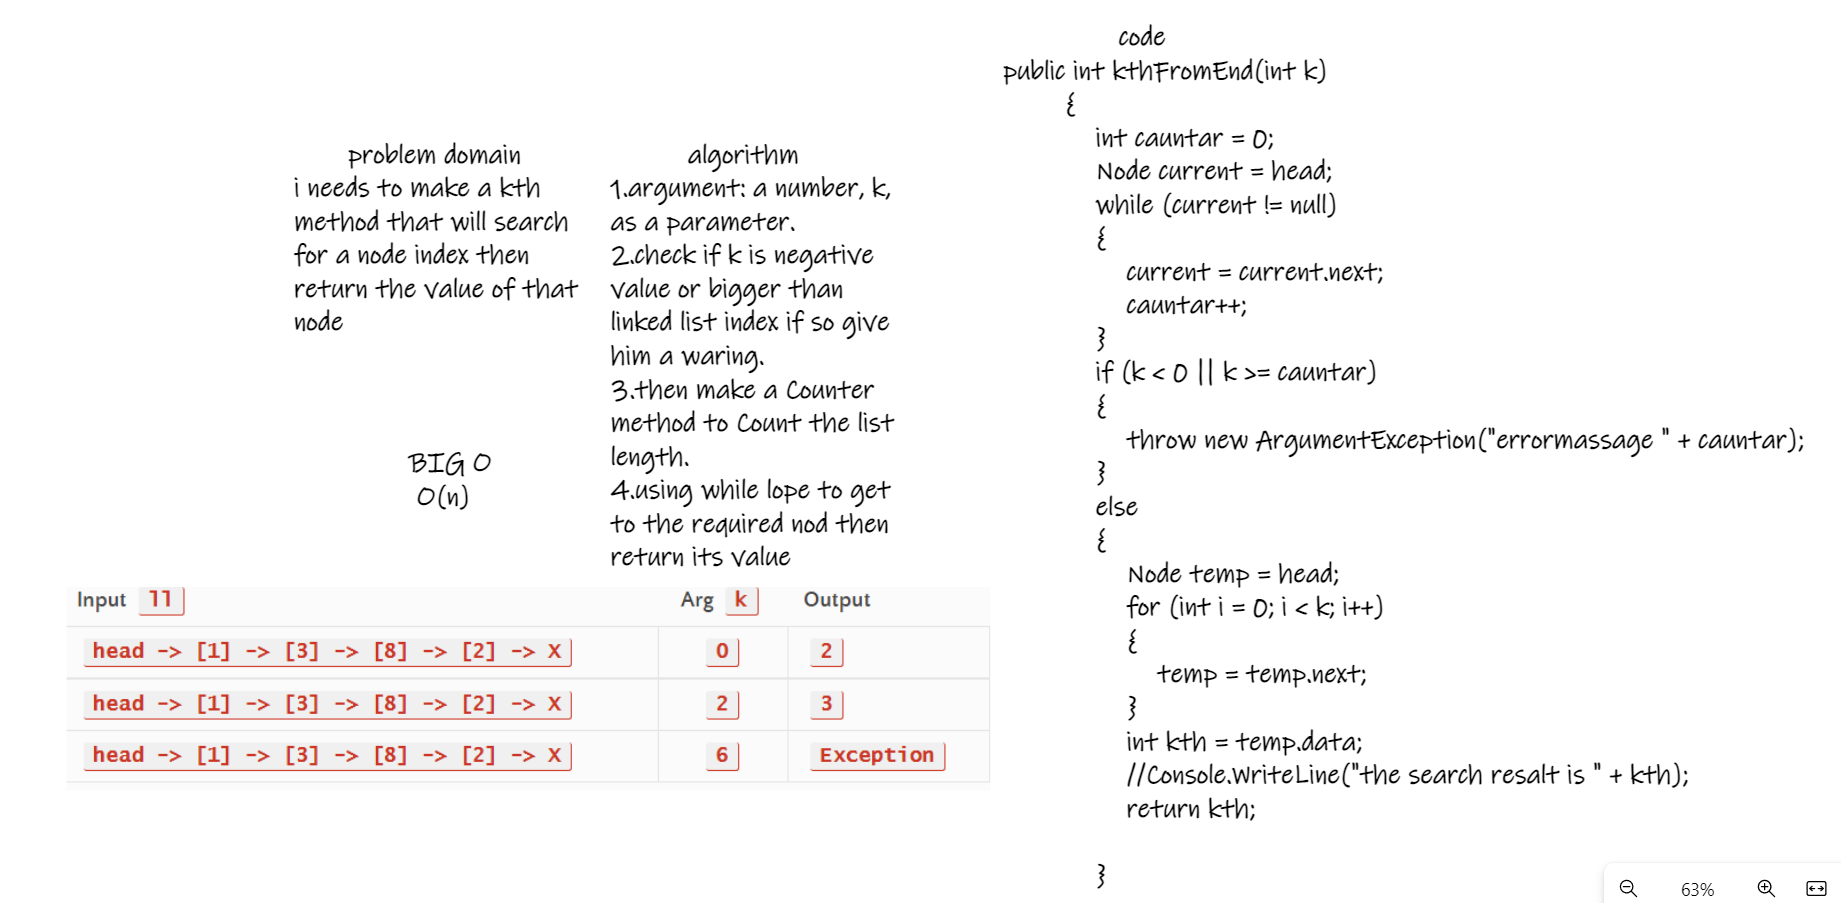 problem domain
i needs to make a kth
method that will search
for a node index then
return the value of that
node
BIG O
O(n)
algorithm
1.argument: a number, k,
as a parameter.
2.check if k is negative
value or bigger than
linked list index if so give
him a waring.
3.then make a Counter
method to Count the list
length.
4.using while lope to get
to the required nod then
return its value
Input ll Arg k Output
head -> [1] -> [3] -> [8] -> [2] -> X 0 2
head -> [1] -> [3] -> [8] -> [2] -> X 2 3
head -> [1] -> [3] -> [8] -> [2] -> X 6 Exception
code
public int kthFromEnd(int k)
{
int cauntar = 0;
Node current = head;
while (current != null)
{
current = current.next;
cauntar++;
}
if (k < 0 || k >= cauntar)
{
throw new ArgumentException("errormassage " + cauntar);
}
else
{
Node temp = head;
for (int i = 0; i < k; i++)
{
temp = temp.next;
}
int kth = temp.data;
//Console.WriteLine("the search resalt is " + kth);
return kth;
}
63%